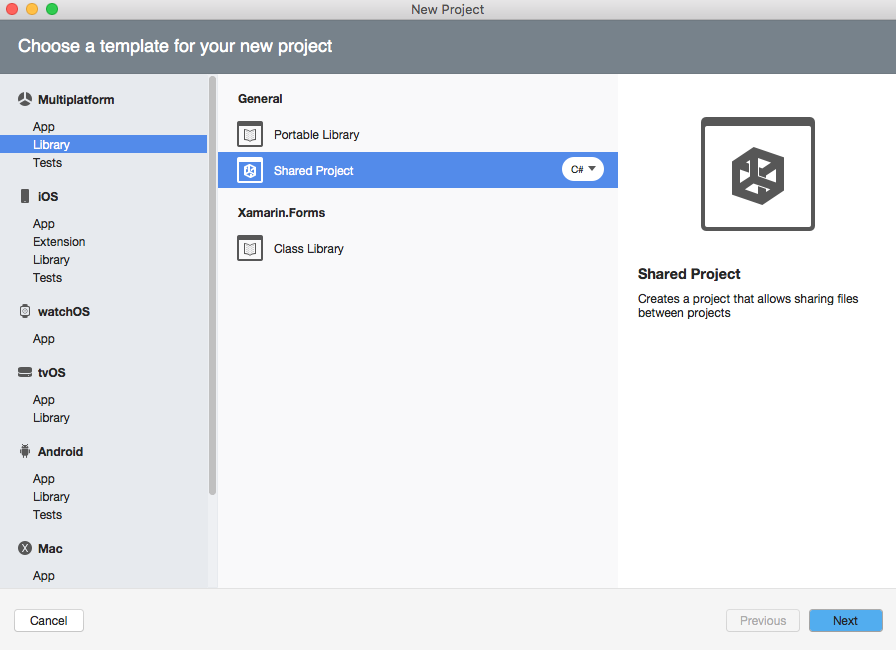 New Project
Choose a template for your new project
Multiplatform
App
Library
Tests
iOS
App
Extension
Library
Tests
watchOS
App
tvOS
App
Library
Android
App
Library
Tests
Mac
App
General
Portable Library
Shared Project
C#
Xamarin.Forms
Class Library
Shared Project
Creates a project that allows sharing files
between projects
Cancel
Previous
Next